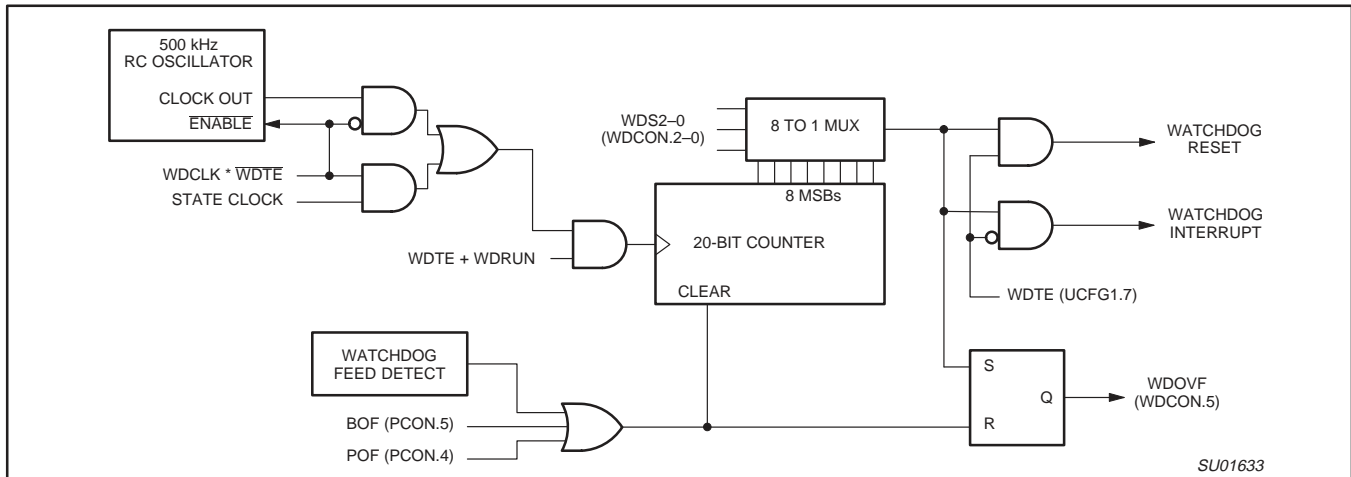 500 kHz
RC OSCILLATOR
CLOCK OUT
E̅N̅A̅B̅L̅E̅
WDCLK * W̅D̅T̅E̅
STATE CLOCK
WDS2–0
(WDCON.2–0)
8 TO 1 MUX
WATCHDOG
RESET
8 MSBs
20-BIT COUNTER
WATCHDOG
INTERRUPT
WDTE + WDRUN
CLEAR
WDTE (UCFG1.7)
WATCHDOG
FEED DETECT
BOF (PCON.5)
POF (PCON.4)
S
Q
R
WDOVF
(WDCON.5)
SU01633